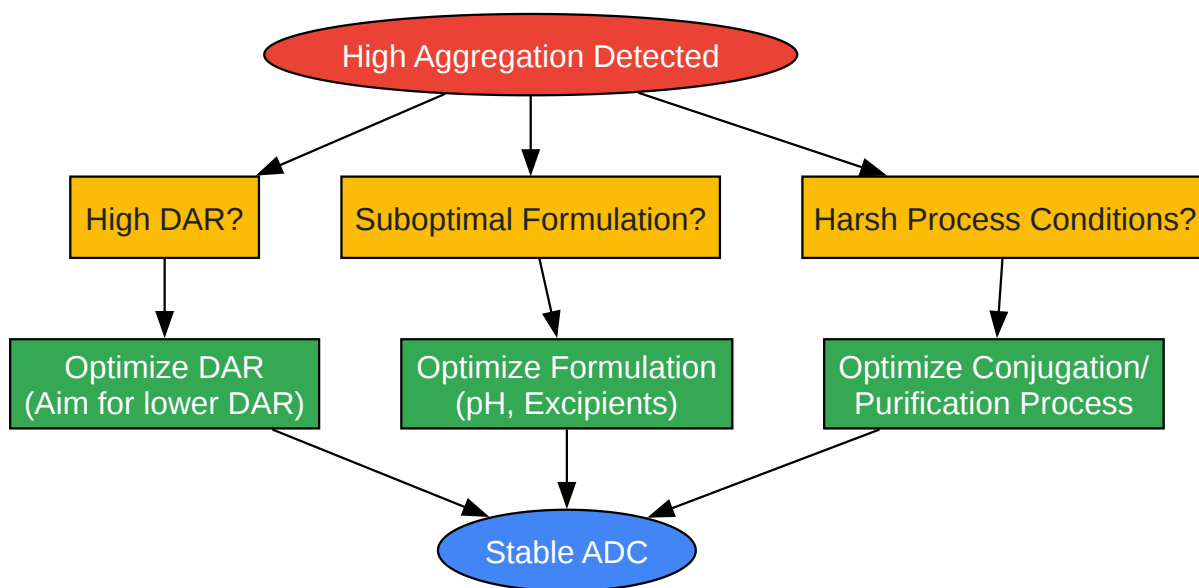 High Aggregation Detected
High DAR?
Suboptimal Formulation?
Harsh Process Conditions?
Optimize DAR
(Aim for lower DAR)
Optimize Formulation
(pH, Excipients)
Optimize Conjugation/
Purification Process
Stable ADC